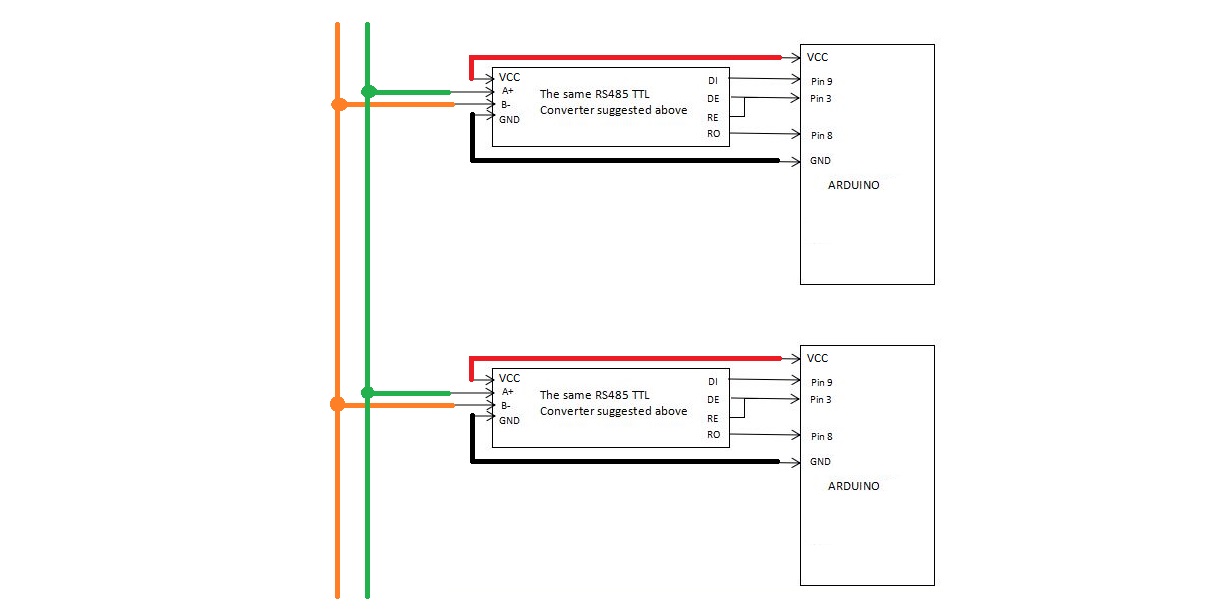 VCC
VCC
A+
B-
GND
The same RS485 TTL
Converter suggested above
DI
DE
RE
RO
Pin 9
Pin 3
Pin 8
GND
ARDUINO
VCC
VCC
A+
B-
GND
The same RS485 TTL
Converter suggested above
DI
DE
RE
RO
Pin 9
Pin 3
Pin 8
GND
ARDUINO